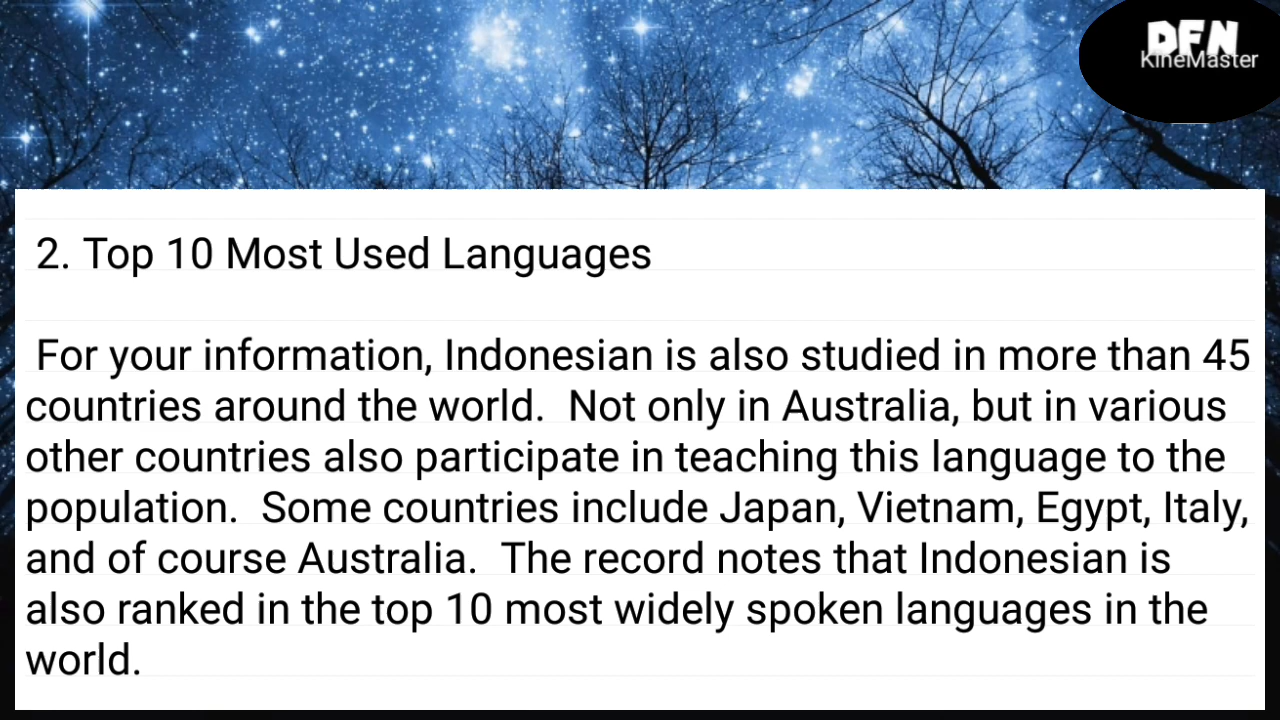 DFN
KineMaster
2. Top 10 Most Used Languages
For your information, Indonesian is also studied in more than 45
countries around the world.  Not only in Australia, but in various
other countries also participate in teaching this language to the
population.  Some countries include Japan, Vietnam, Egypt, Italy,
and of course Australia.  The record notes that Indonesian is
also ranked in the top 10 most widely spoken languages in the
world.